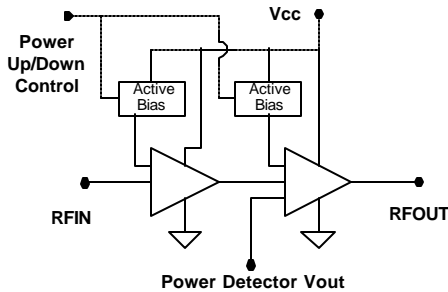 Vcc
Power
Up/Down
Control
Active
Bias
Active
Bias
RFIN
RFOUT
Power Detector Vout